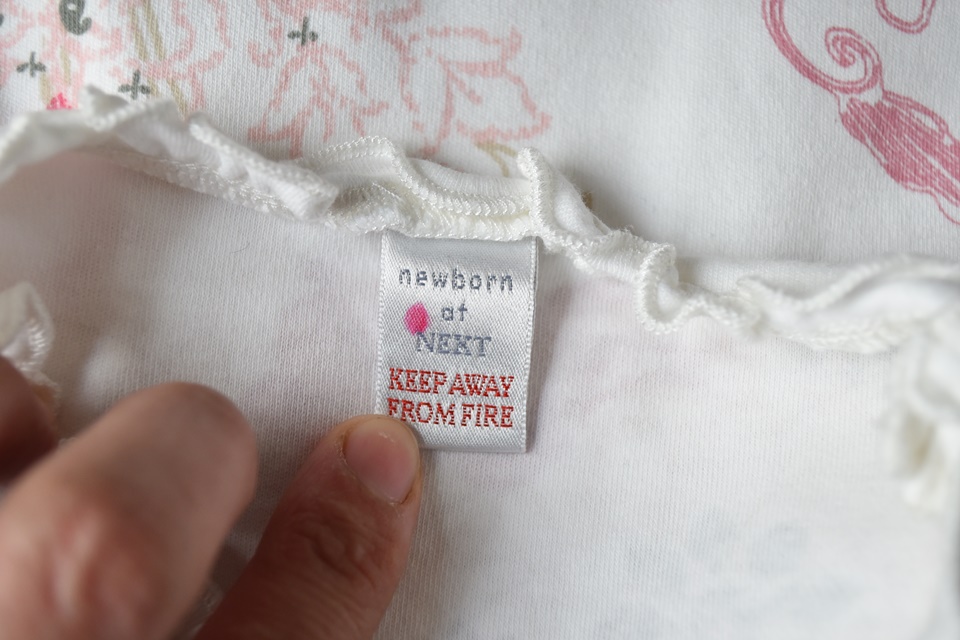 newborn
at
NEXT
KEEP AWAY
FROM FIRE